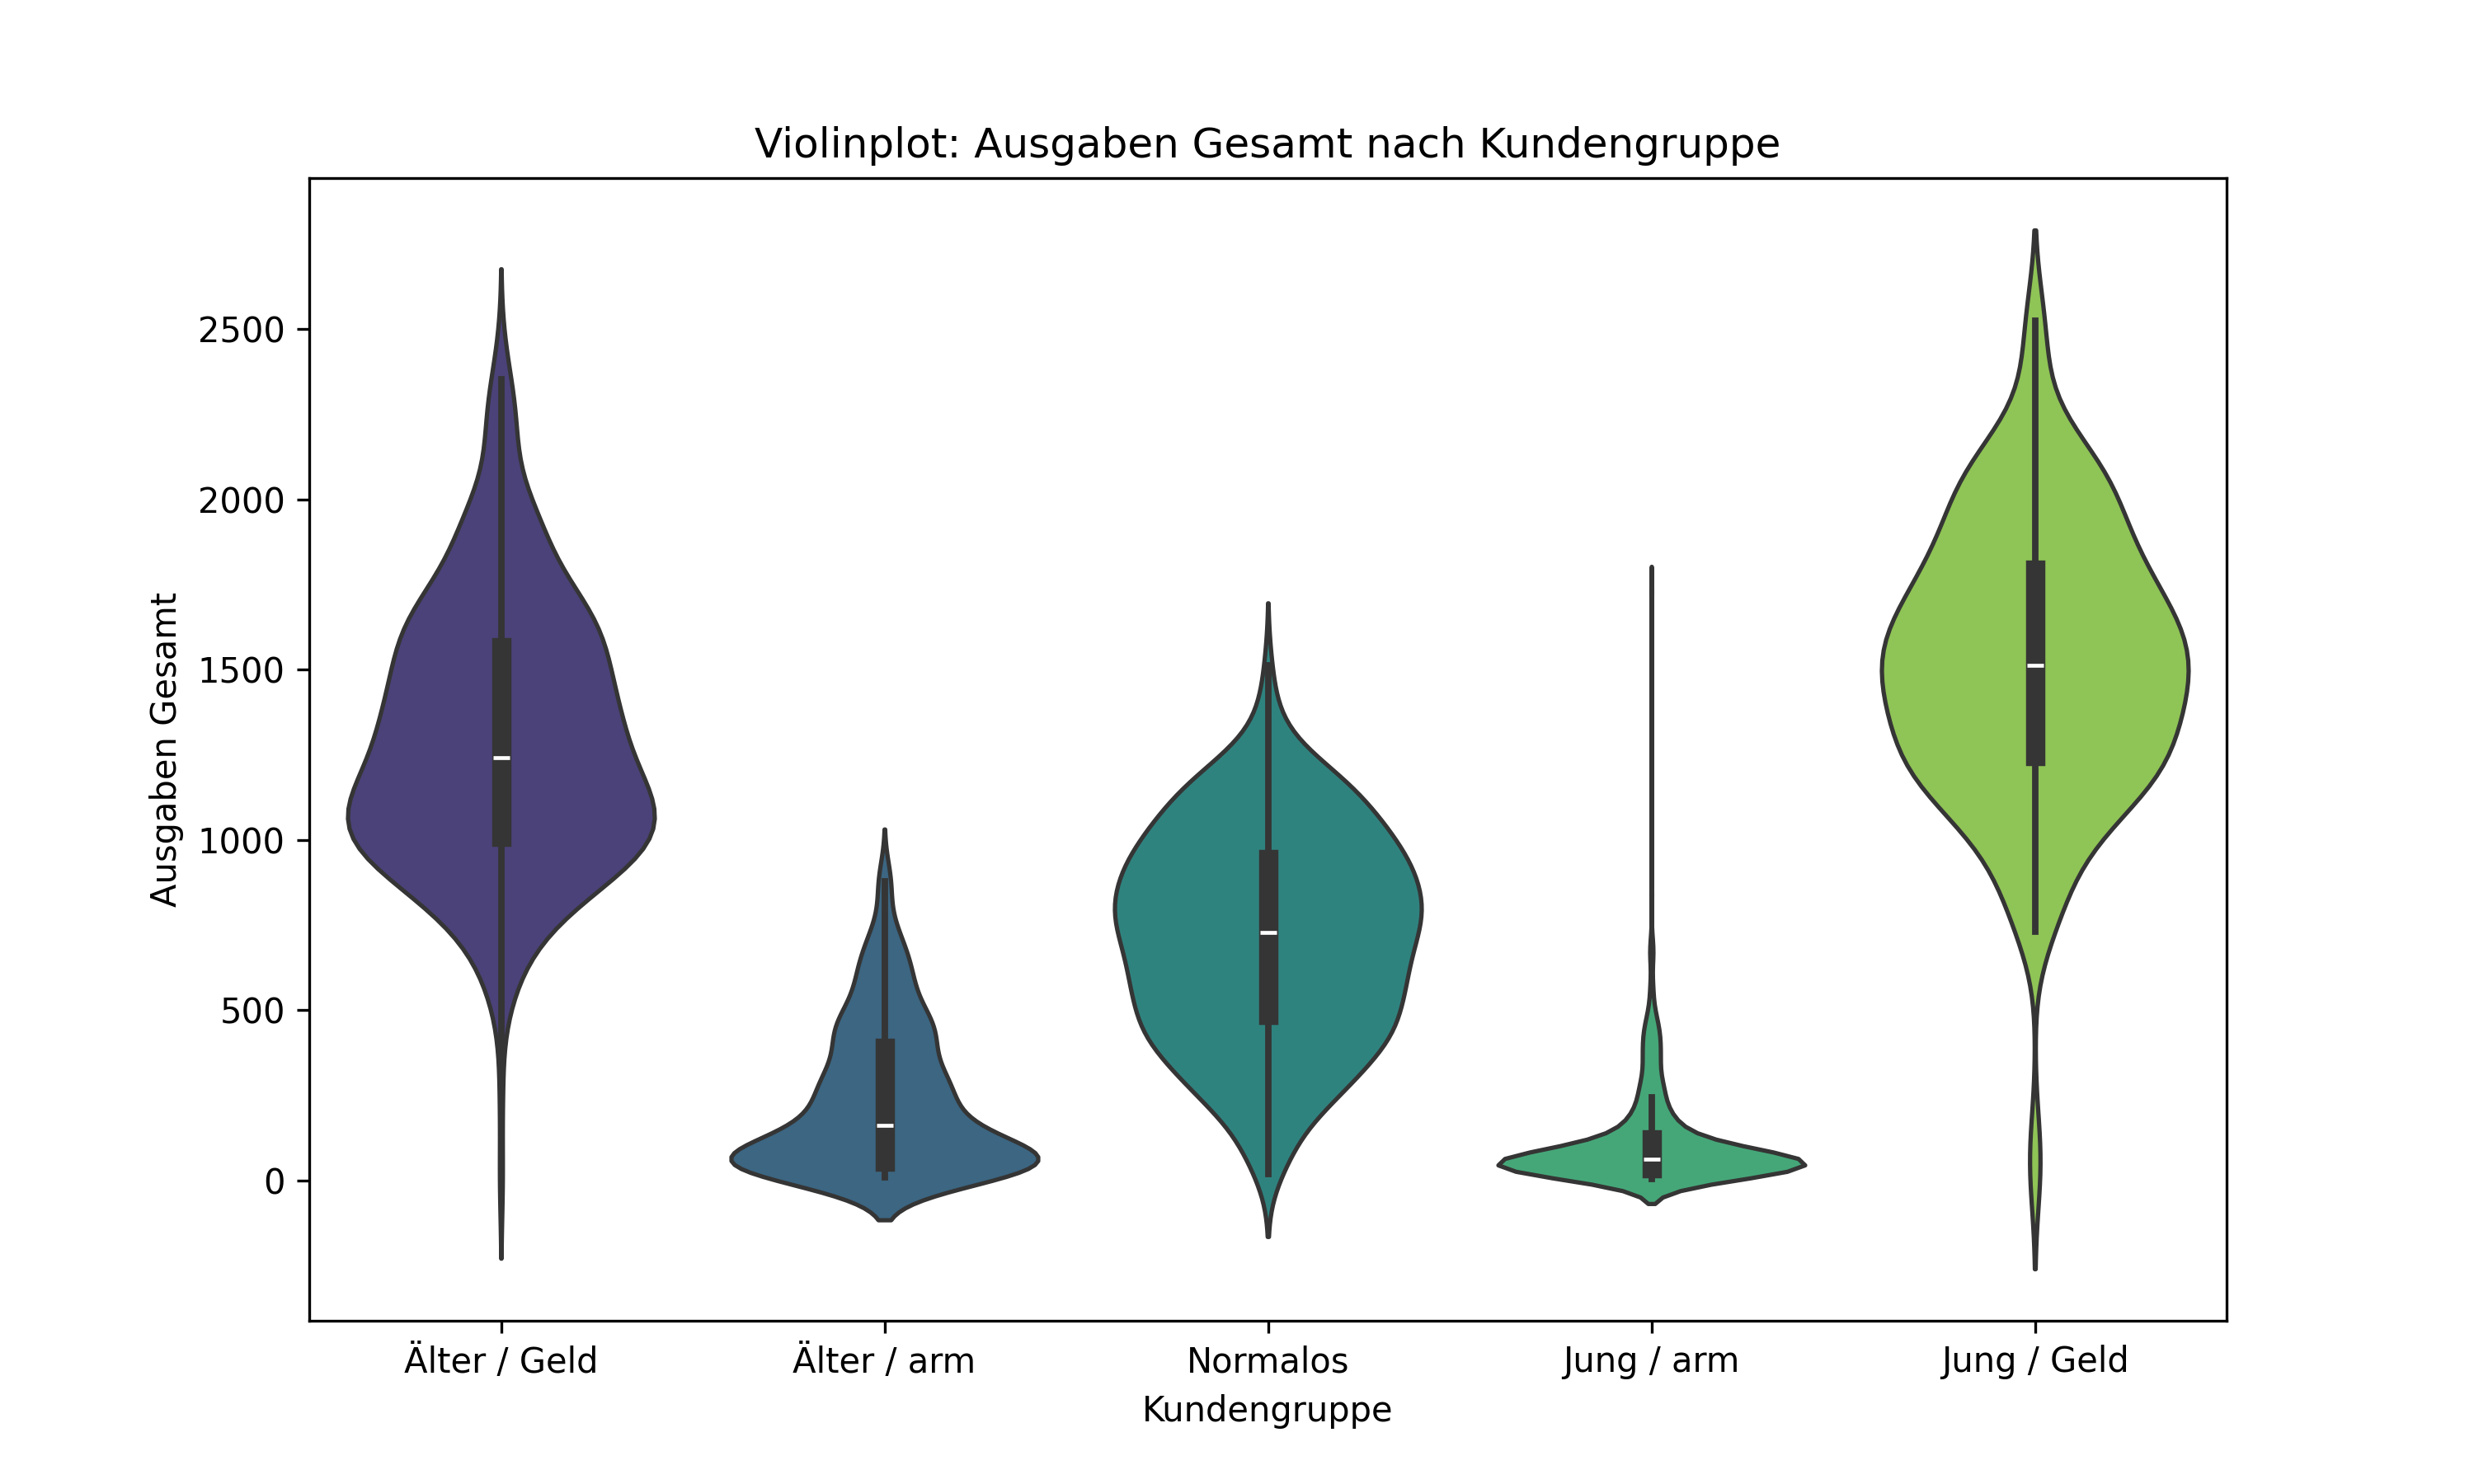 Violinplot: Ausgaben Gesamt nach Kundengruppe
Ausgaben Gesamt
2500
2000
1500
1000
500
0
Älter / Geld
Älter / arm
Normalos
Jung / arm
Jung / Geld
Kundengruppe